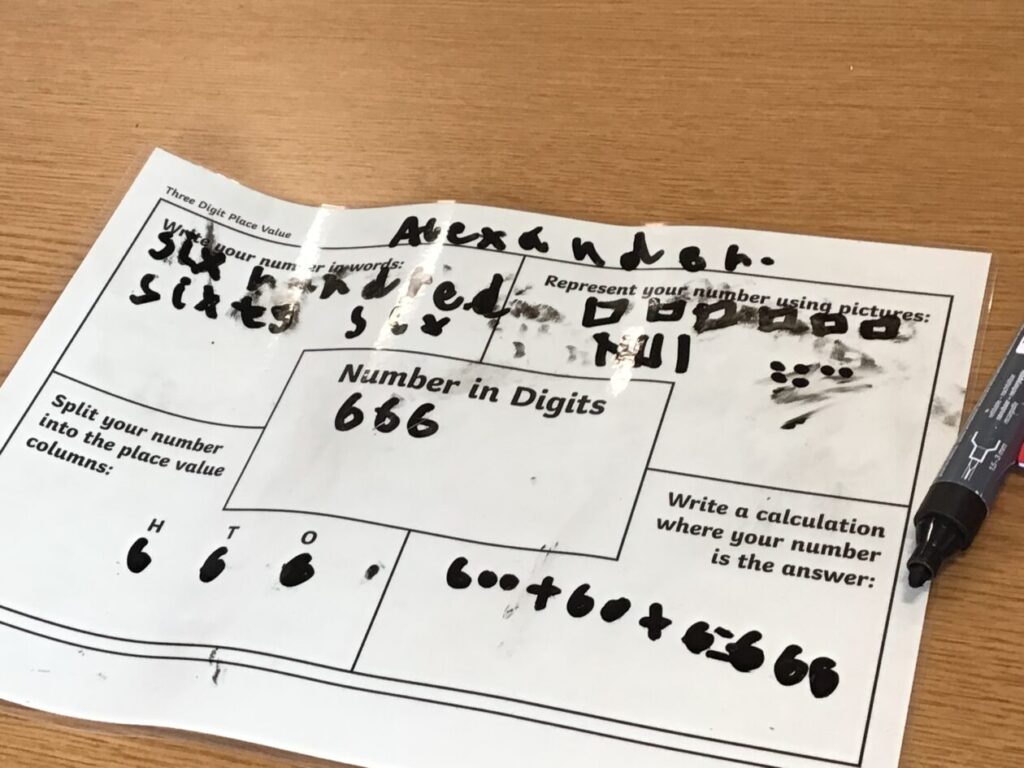 Three Digit Place Value
Alexander.
Write your number in words:
six hundred
sixty six
Represent your number using pictures:
Number in Digits
666
Split your number
into the place value
columns:
H T O
6 6 6
Write a calculation
where your number
is the answer:
600+60+6=666